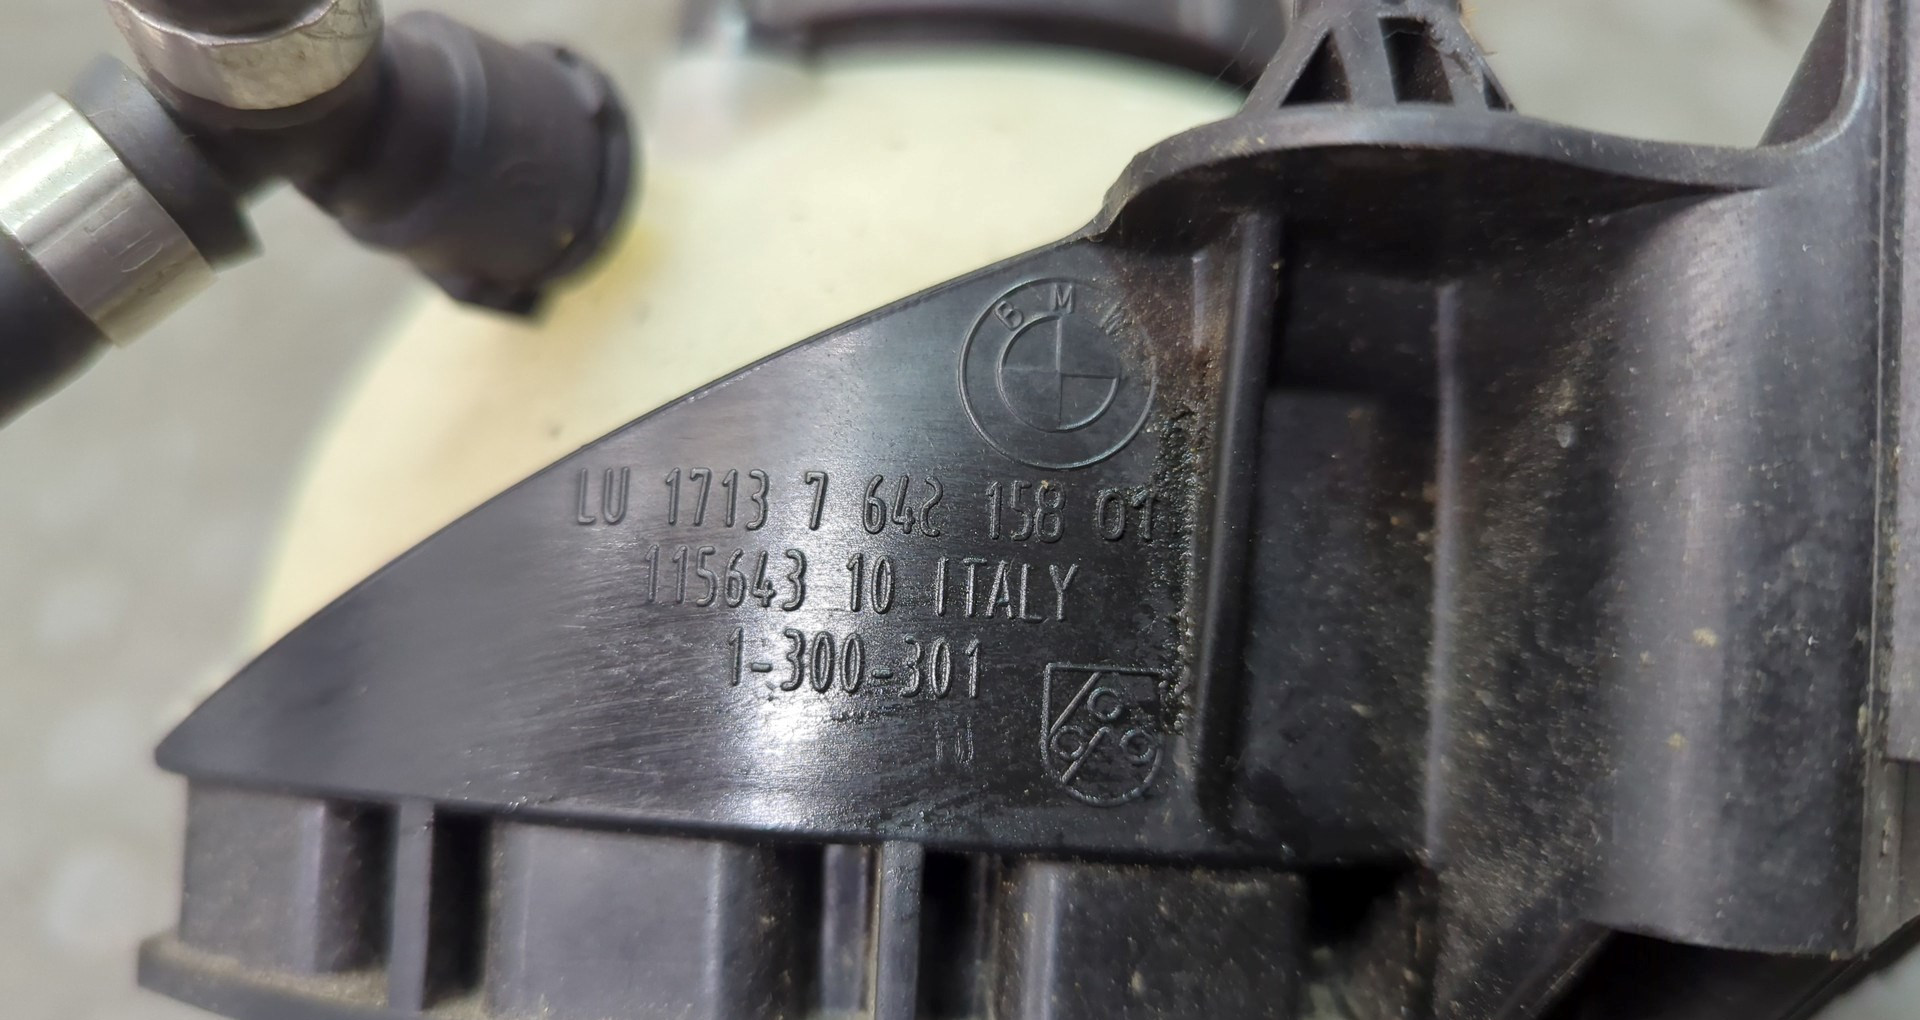 BMW
LU 1713 7 642 158 01
115643 10 ITALY
1-300-301